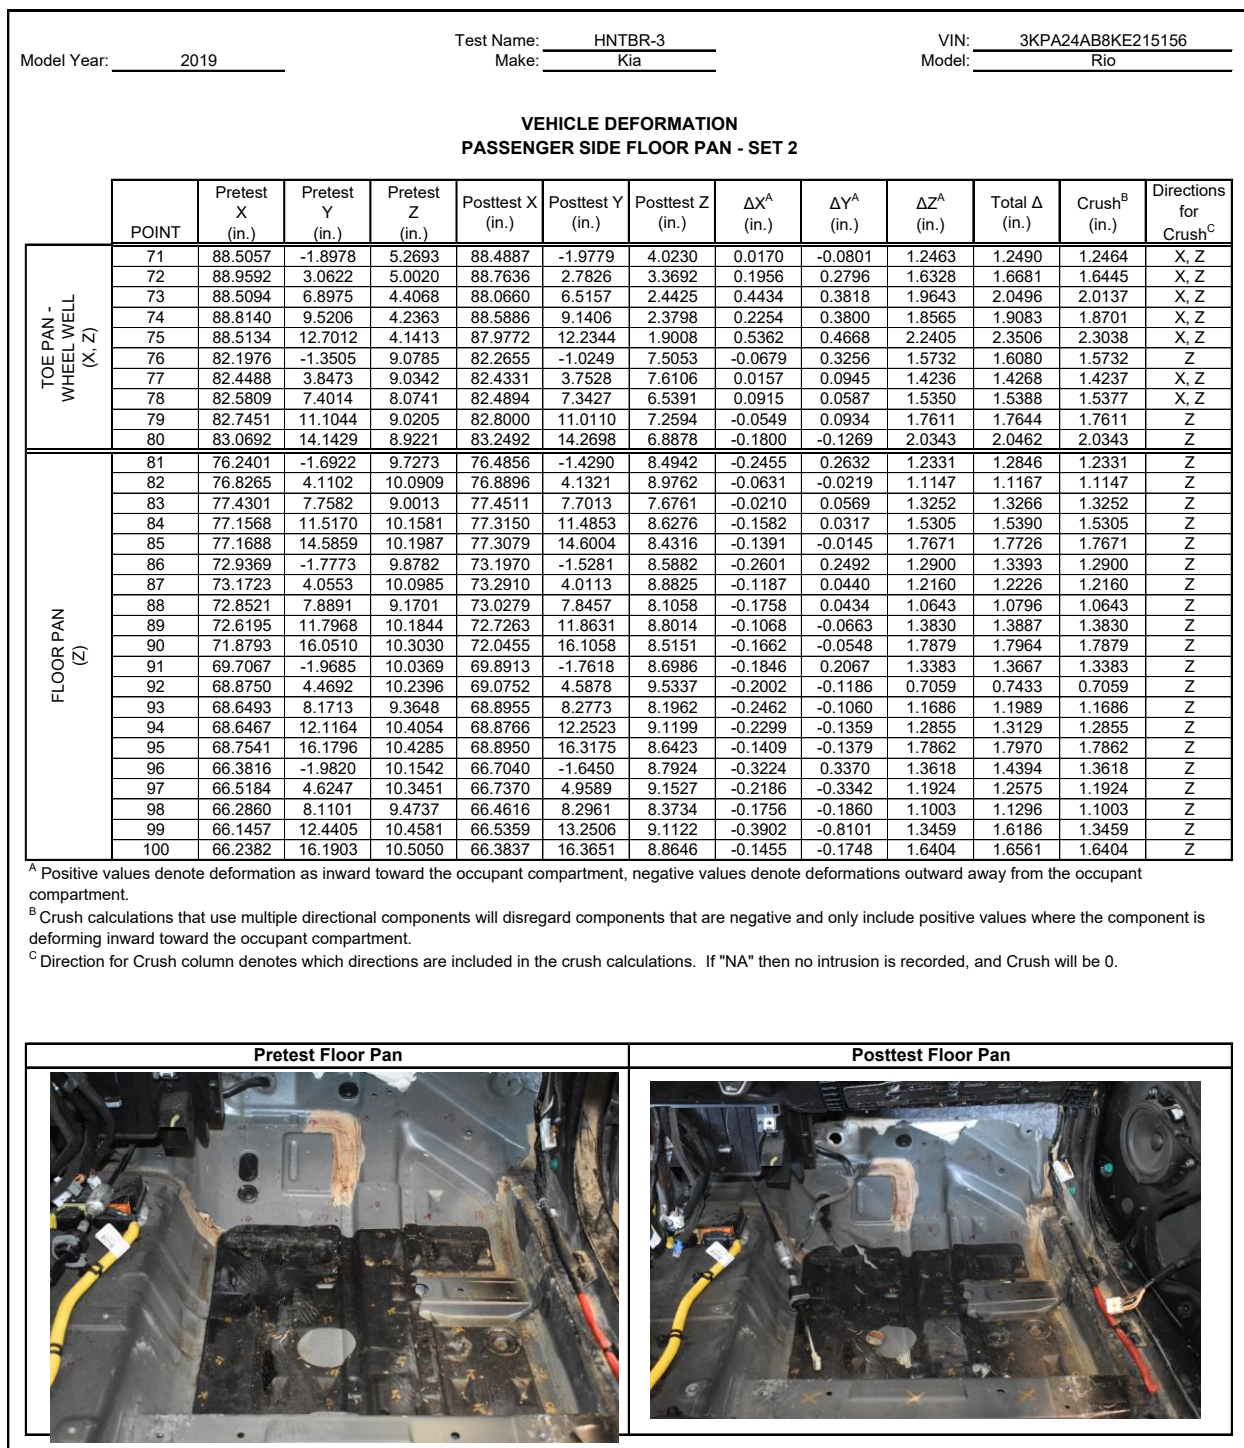 Test Name: HNTBR-3 VIN: 3KPA24AB8KE215156
Model Year: 2019 Make: Kia Model: Rio
VEHICLE DEFORMATION
PASSENGER SIDE FLOOR PAN - SET 2
POINT Pretest X (in.) Pretest Y (in.) Pretest Z (in.) Posttest X (in.) Posttest Y (in.) Posttest Z (in.) ΔXᴬ (in.) ΔYᴬ (in.) ΔZᴬ (in.) Total Δ (in.) Crushᴮ (in.) Directions for Crushᶜ
TOE PAN - WHEEL WELL (X, Z)
71 88.5057 -1.8978 5.2693 88.4887 -1.9779 4.0230 0.0170 -0.0801 1.2463 1.2490 1.2464 X, Z
72 88.9592 3.0622 5.0020 88.7636 2.7826 3.3692 0.1956 0.2796 1.6328 1.6681 1.6445 X, Z
73 88.5094 6.8975 4.4068 88.0660 6.5157 2.4425 0.4434 0.3818 1.9643 2.0496 2.0137 X, Z
74 88.8140 9.5206 4.2363 88.5886 9.1406 2.3798 0.2254 0.3800 1.8565 1.9083 1.8701 X, Z
75 88.5134 12.7012 4.1413 87.9772 12.2344 1.9008 0.5362 0.4668 2.2405 2.3506 2.3038 X, Z
76 82.1976 -1.3505 9.0785 82.2655 -1.0249 7.5053 -0.0679 0.3256 1.5732 1.6080 1.5732 Z
77 82.4488 3.8473 9.0342 82.4331 3.7528 7.6106 0.0157 0.0945 1.4236 1.4268 1.4237 X, Z
78 82.5809 7.4014 8.0741 82.4894 7.3427 6.5391 0.0915 0.0587 1.5350 1.5388 1.5377 X, Z
79 82.7451 11.1044 9.0205 82.8000 11.0110 7.2594 -0.0549 0.0934 1.7611 1.7644 1.7611 Z
80 83.0692 14.1429 8.9221 83.2492 14.2698 6.8878 -0.1800 -0.1269 2.0343 2.0462 2.0343 Z
FLOOR PAN (Z)
81 76.2401 -1.6922 9.7273 76.4856 -1.4290 8.4942 -0.2455 0.2632 1.2331 1.2846 1.2331 Z
82 76.8265 4.1102 10.0909 76.8896 4.1321 8.9762 -0.0631 -0.0219 1.1147 1.1167 1.1147 Z
83 77.4301 7.7582 9.0013 77.4511 7.7013 7.6761 -0.0210 0.0569 1.3252 1.3266 1.3252 Z
84 77.1568 11.5170 10.1581 77.3150 11.4853 8.6276 -0.1582 0.0317 1.5305 1.5390 1.5305 Z
85 77.1688 14.5859 10.1987 77.3079 14.6004 8.4316 -0.1391 -0.0145 1.7671 1.7726 1.7671 Z
86 72.9369 -1.7773 9.8782 73.1970 -1.5281 8.5882 -0.2601 0.2492 1.2900 1.3393 1.2900 Z
87 73.1723 4.0553 10.0985 73.2910 4.0113 8.8825 -0.1187 0.0440 1.2160 1.2226 1.2160 Z
88 72.8521 7.8891 9.1701 73.0279 7.8457 8.1058 -0.1758 0.0434 1.0643 1.0796 1.0643 Z
89 72.6195 11.7968 10.1844 72.7263 11.8631 8.8014 -0.1068 -0.0663 1.3830 1.3887 1.3830 Z
90 71.8793 16.0510 10.3030 72.0455 16.1058 8.5151 -0.1662 -0.0548 1.7879 1.7964 1.7879 Z
91 69.7067 -1.9685 10.0369 69.8913 -1.7618 8.6986 -0.1846 0.2067 1.3383 1.3667 1.3383 Z
92 68.8750 4.4692 10.2396 69.0752 4.5878 9.5337 -0.2002 -0.1186 0.7059 0.7433 0.7059 Z
93 68.6493 8.1713 9.3648 68.8955 8.2773 8.1962 -0.2462 -0.1060 1.1686 1.1989 1.1686 Z
94 68.6467 12.1164 10.4054 68.8766 12.2523 9.1199 -0.2299 -0.1359 1.2855 1.3129 1.2855 Z
95 68.7541 16.1796 10.4285 68.8950 16.3175 8.6423 -0.1409 -0.1379 1.7862 1.7970 1.7862 Z
96 66.3816 -1.9820 10.1542 66.7040 -1.6450 8.7924 -0.3224 0.3370 1.3618 1.4394 1.3618 Z
97 66.5184 4.6247 10.3451 66.7370 4.9589 9.1527 -0.2186 -0.3342 1.1924 1.2575 1.1924 Z
98 66.2860 8.1101 9.4737 66.4616 8.2961 8.3734 -0.1756 -0.1860 1.1003 1.1296 1.1003 Z
99 66.1457 12.4405 10.4581 66.5359 13.2506 9.1122 -0.3902 -0.8101 1.3459 1.6186 1.3459 Z
100 66.2382 16.1903 10.5050 66.3837 16.3651 8.8646 -0.1455 -0.1748 1.6404 1.6561 1.6404 Z
ᴬ Positive values denote deformation as inward toward the occupant compartment, negative values denote deformations outward away from the occupant
compartment.
ᴮ Crush calculations that use multiple directional components will disregard components that are negative and only include positive values where the component is
deforming inward toward the occupant compartment.
ᶜ Direction for Crush column denotes which directions are included in the crush calculations. If "NA" then no intrusion is recorded, and Crush will be 0.
Pretest Floor Pan Posttest Floor Pan